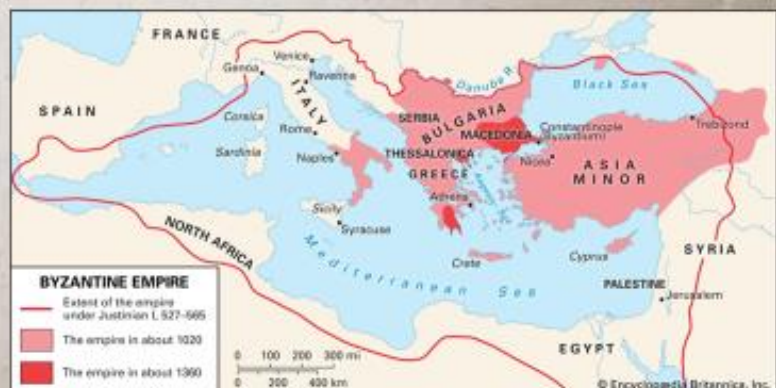 FRANCE
Venice
Genoa
Ravenna
Danube R.
Black Sea
SPAIN
ITALY
Corsica
SERBIA
BULGARIA
Rome
MACEDONIA
Constantinople
(Byzantium)
Trebizond
Sardinia
Naples
THESSALONICA
Nicea
ASIA
MINOR
GREECE
Aegean Sea
Athens
Sicily
Syracuse
NORTH AFRICA
Mediterranean Sea
Crete
Cyprus
SYRIA
PALESTINE
Jerusalem
EGYPT
BYZANTINE EMPIRE
Extent of the empire
under Justinian I, 527–565
The empire in about 1020
The empire in about 1360
0 100 200 300 mi
0 200 400 km
© Encyclopædia Britannica, Inc.